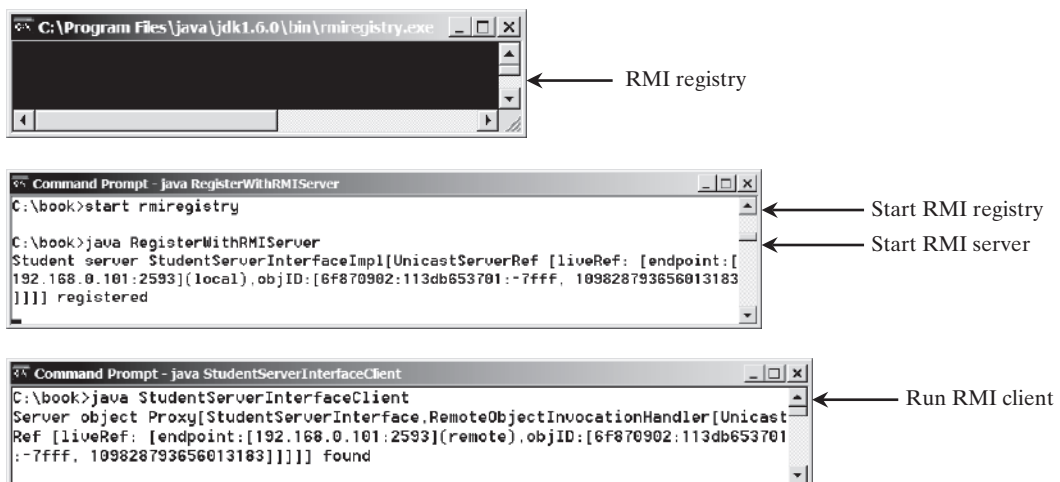 C:\Program Files\java\jdk1.6.0\bin\rmiregistry.exe
RMI registry
Command Prompt - java RegisterWithRMIServer
C:\book>start rmiregistry
Start RMI registry
C:\book>java RegisterWithRMIServer
Start RMI server
Student server StudentServerInterfaceImpl[UnicastServerRef [liveRef: [endpoint:[
192.168.0.101:2593](local),objID:[6f870902:113db653701:-7fff, 109828793656013183
]]]] registered
Command Prompt - java StudentServerInterfaceClient
C:\book>java StudentServerInterfaceClient
Run RMI client
Server object Proxy[StudentServerInterface,RemoteObjectInvocationHandler[Unicast
Ref [liveRef: [endpoint:[192.168.0.101:2593](remote),objID:[6f870902:113db653701
:-7fff, 109828793656013183]]]]] found